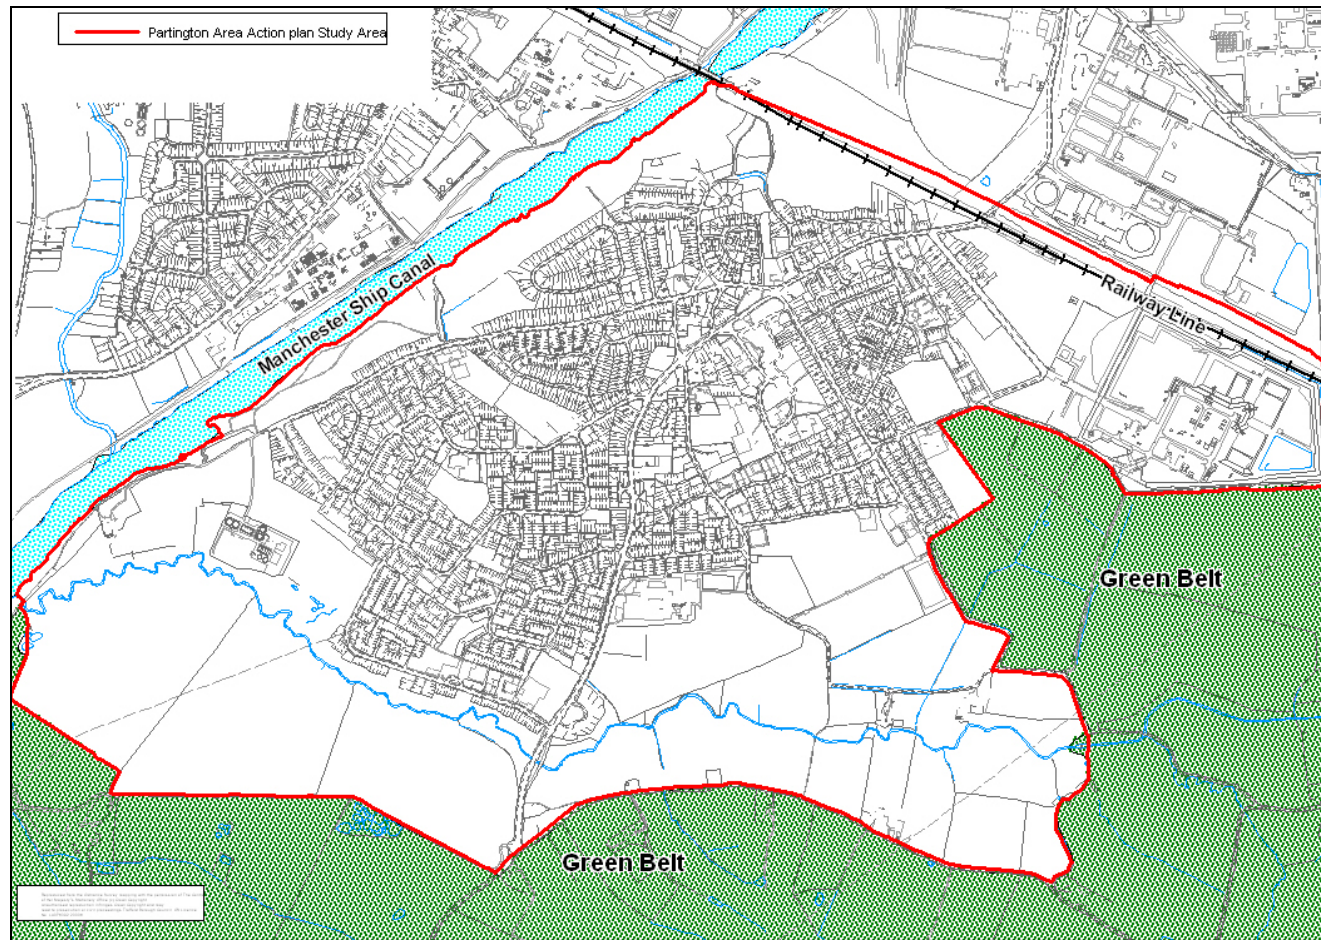 Partington Area Action plan Study Area
Manchester Ship Canal
Railway Line
Green Belt
Green Belt